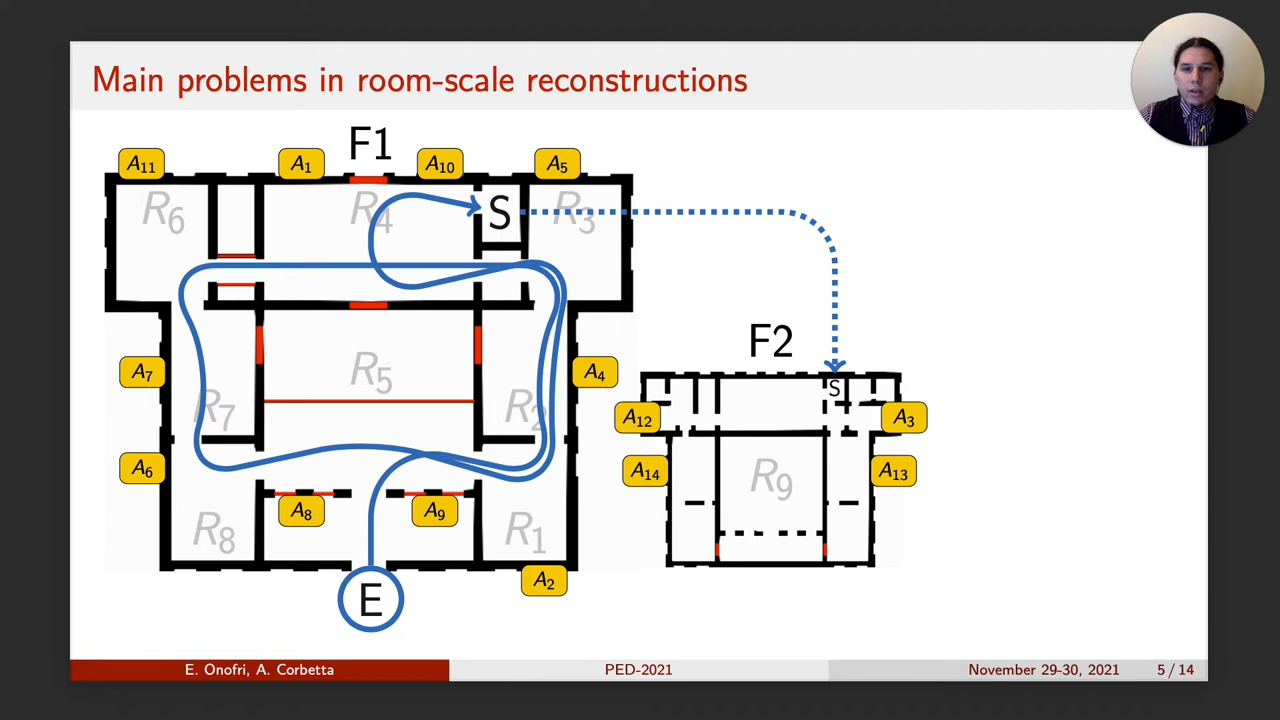 Main problems in room-scale reconstructions
F1
A11 A1 A10 A5
R6 R4 S R3
F2
A7 R5 A4
S
R7 R2 A12 A3
A6 A14 R9 A13
A8 A9
R8 R1
A2
E
E. Onofri, A. Corbetta PED-2021 November 29-30, 2021 5 / 14